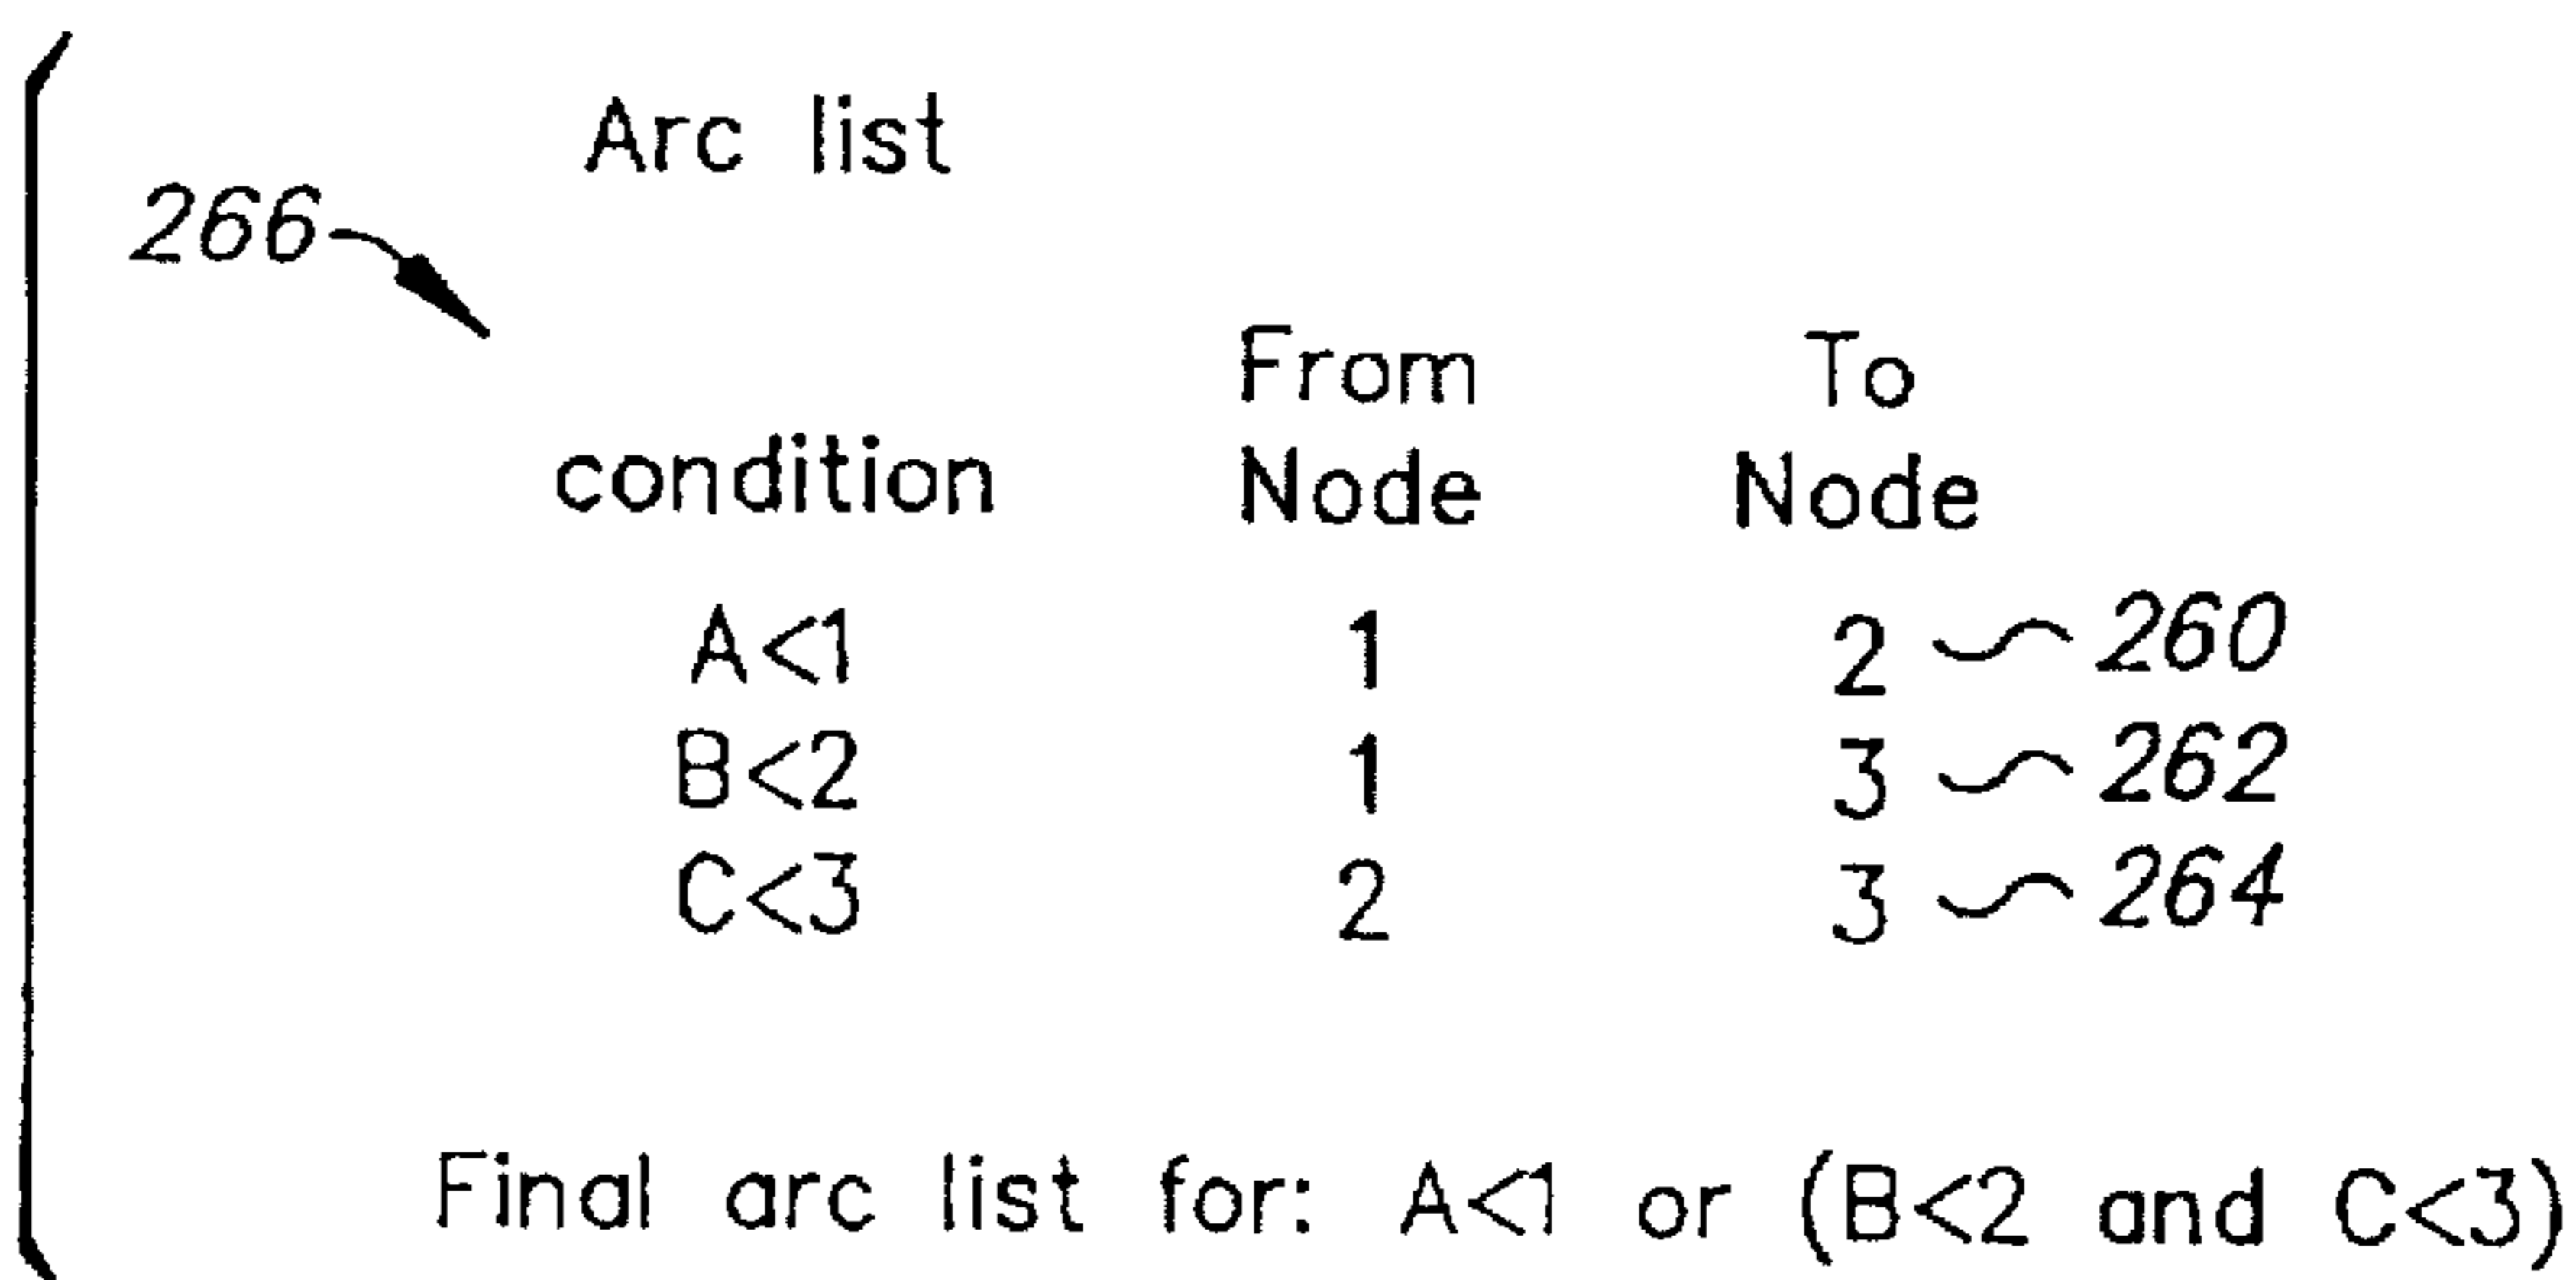 Arc list
266
From To
condition Node Node
A<1 1 2 260
B<2 1 3 262
C<3 2 3 264
Final arc list for: A<1 or (B<2 and C<3)